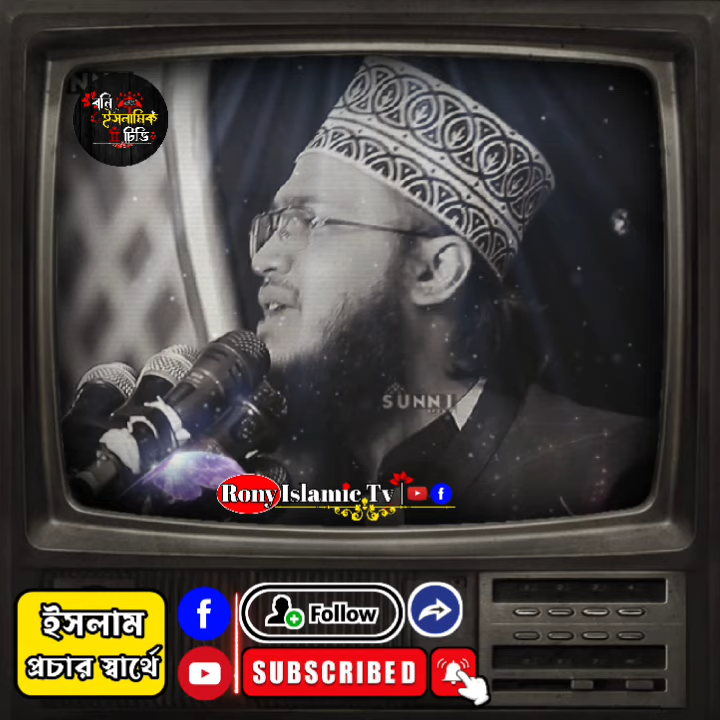 রনি
ইসলামিক
টিভি
SUNNI
Rony Islamic Tv
ইসলাম
প্রচার স্বার্থে
Follow
SUBSCRIBED